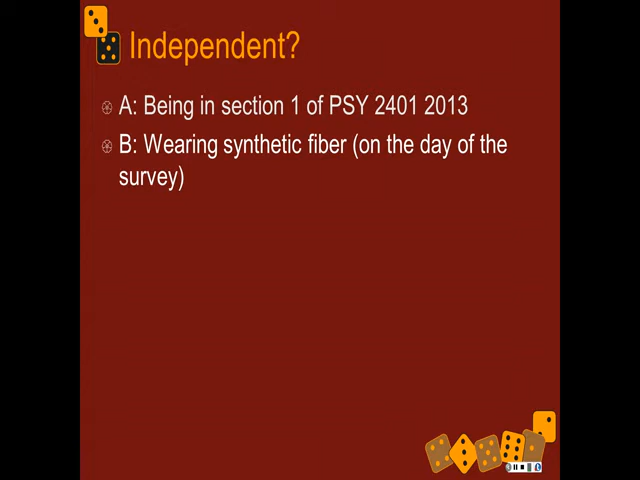 Independent?
A: Being in section 1 of PSY 2401 2013
B: Wearing synthetic fiber (on the day of the
survey)